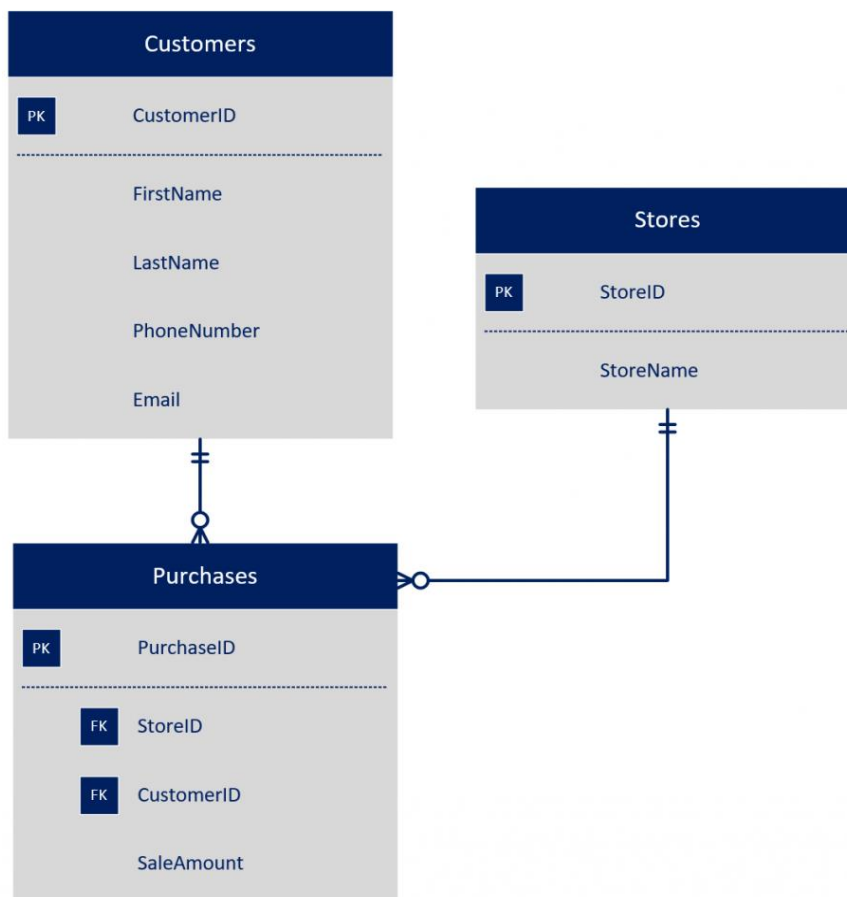 Customers
PK CustomerID
FirstName
LastName
PhoneNumber
Email
Stores
PK StoreID
StoreName
Purchases
PK PurchaseID
FK StoreID
FK CustomerID
SaleAmount